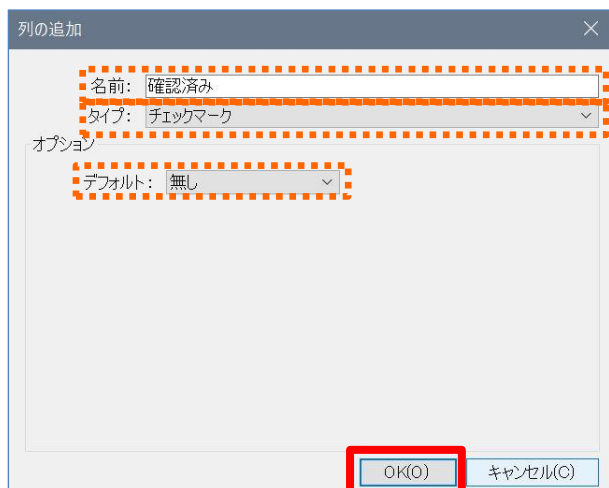 列の追加
名前: 確認済み
タイプ: チェックマーク
オプション
デフォルト: 無し
OK(O) キャンセル(C)